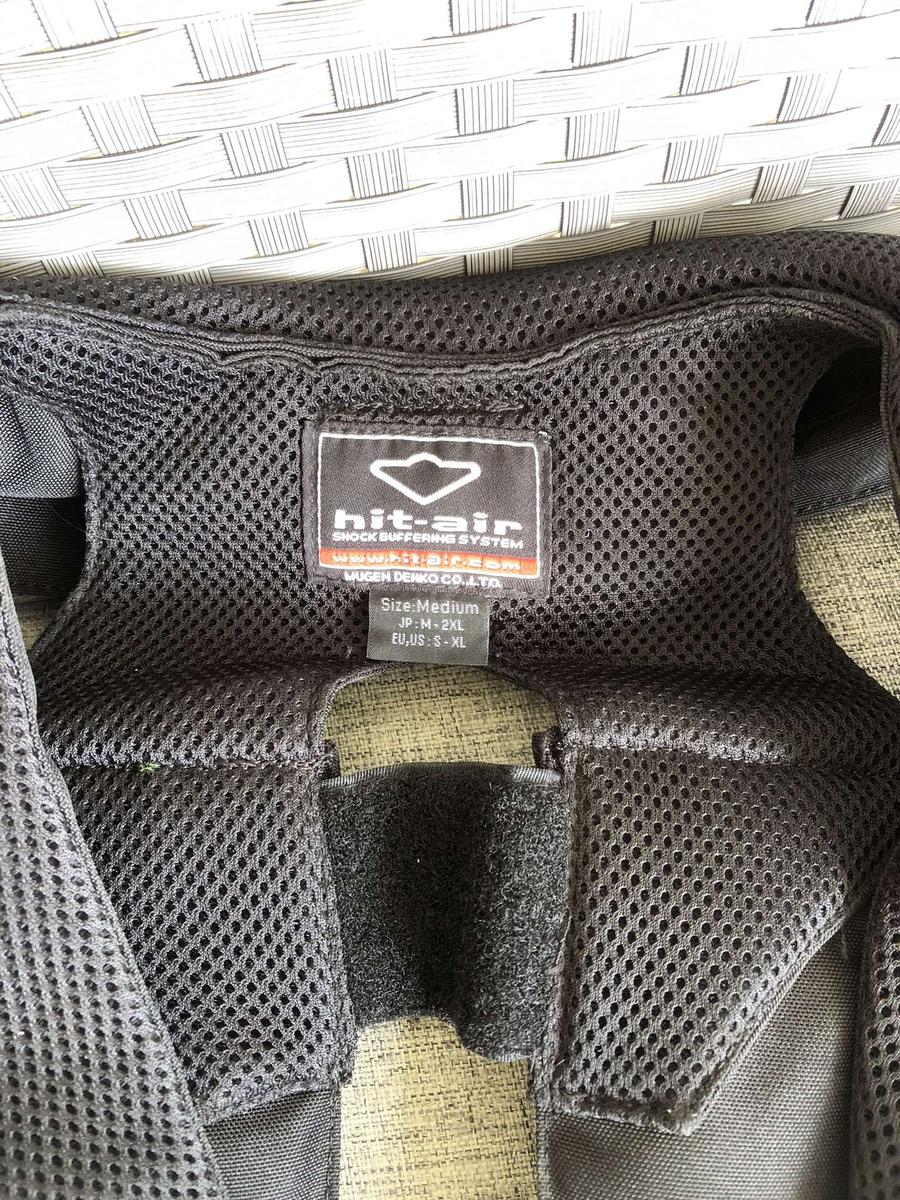 hit-air
SHOCK BUFFERING SYSTEM
www.hit-air.com
MUGEN DENKO CO.,LTD.
Size:Medium
JP : M - 2XL
EU,US : S - XL